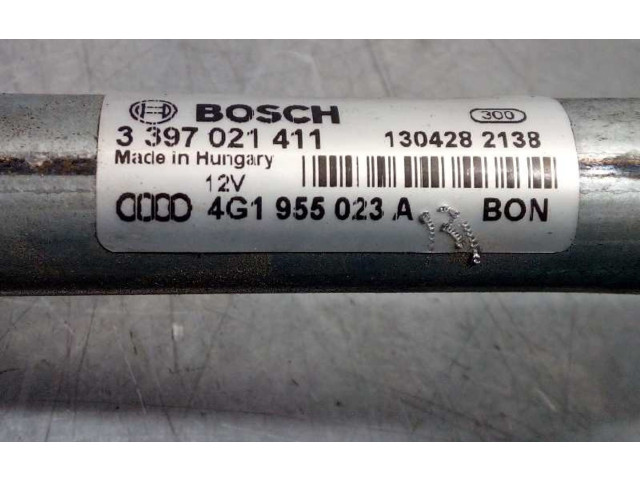 BOSCH 300
3 397 021 411 130428 2138
Made in Hungary
12V
4G1 955 023 A BON